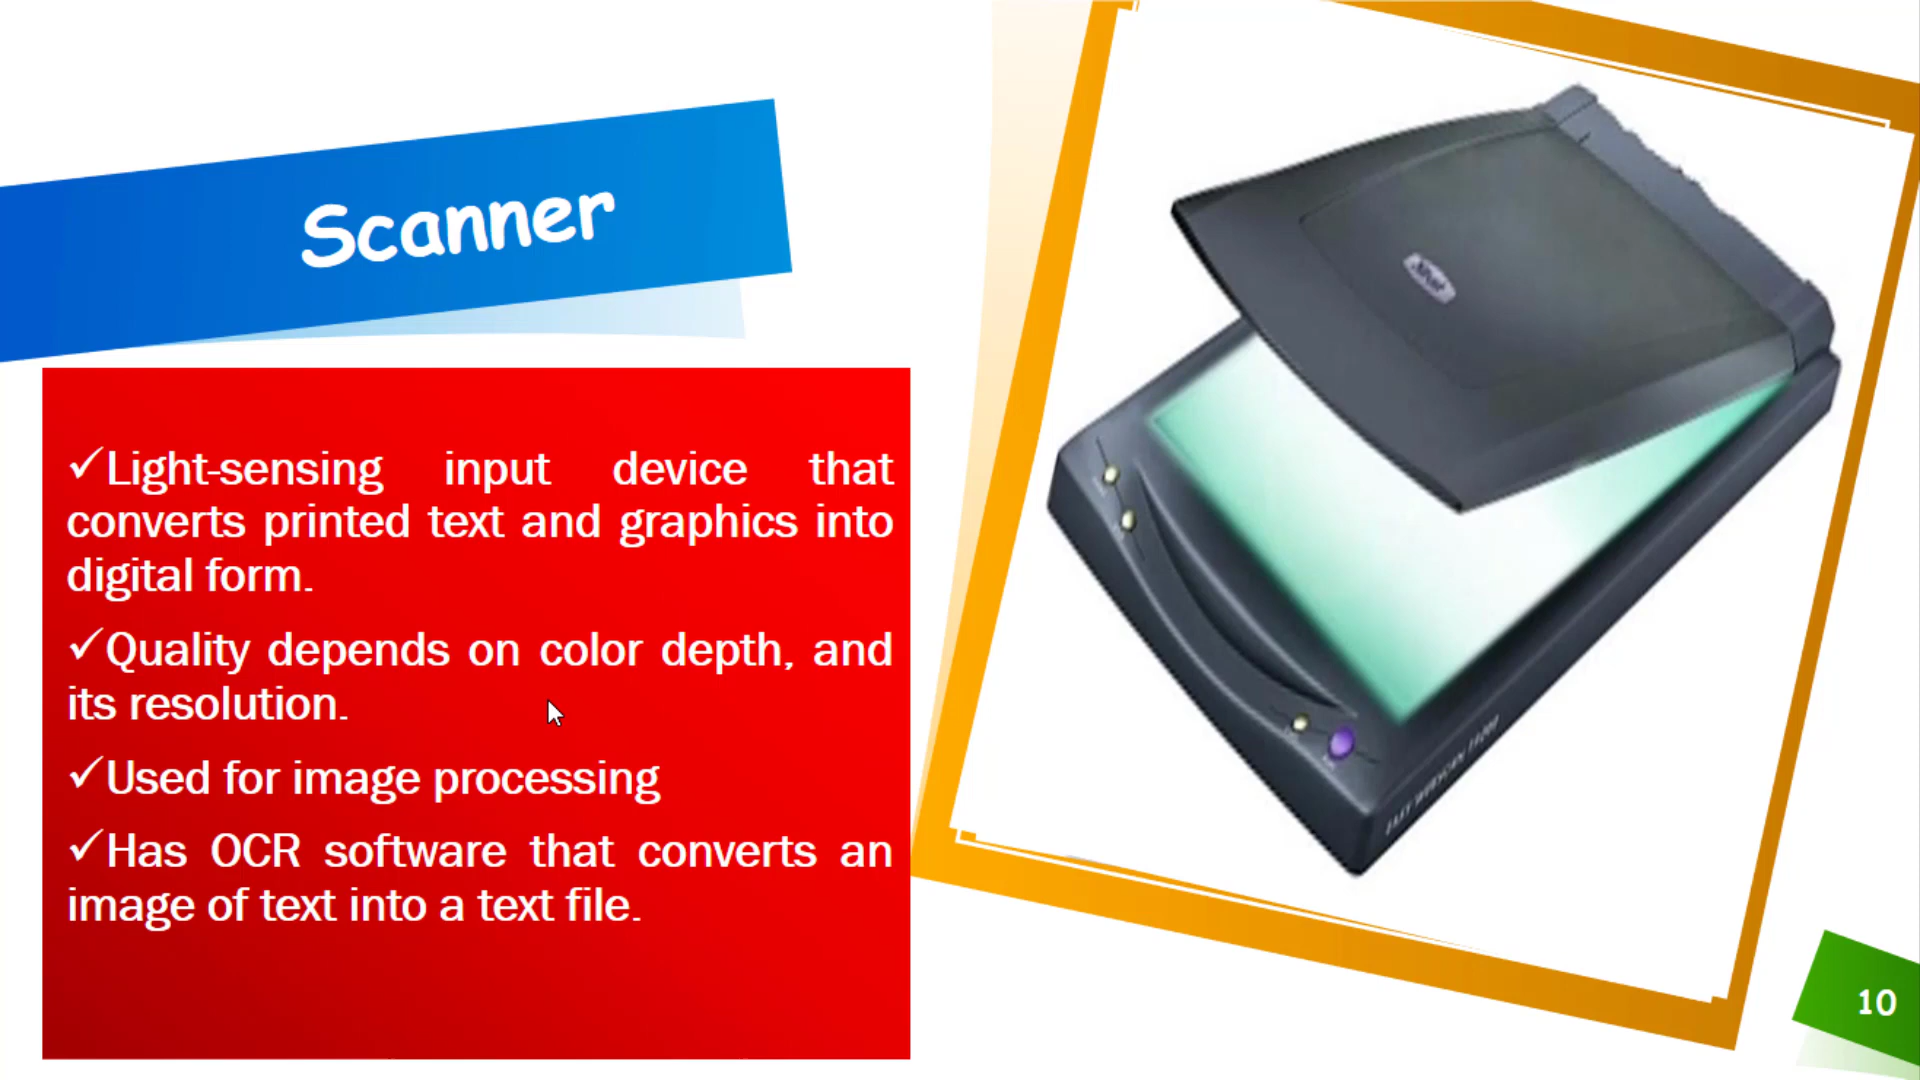 Scanner
✓Light-sensing input device that
converts printed text and graphics into
digital form.
✓Quality depends on color depth, and
its resolution.
✓Used for image processing
✓Has OCR software that converts an
image of text into a text file.
10